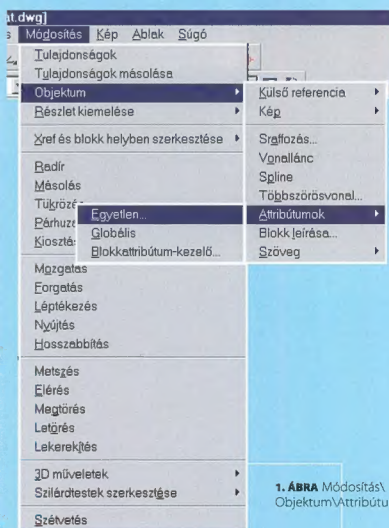 at.dwg]
s Módosítás Kép Ablak Súgó
Tulajdonságok
Tulajdonságok másolása
Objektum
Részlet kiemelése
Xref és blokk helyben szerkesztése
Radír
Másolás
Tükrözé
Párhuza
Kiosztá
Mozgatás
Forgatás
Léptékezés
Nyújtás
Hosszabbítás
Metszés
Elérés
Megtörés
Letörés
Lekerekítés
3D műveletek
Szilárdtestek szerkesztése
Szétvetés
Külső referencia
Kép
Sraffozás...
Vonallánc
Spline
Többszörösvonal...
Attribútumok
Blokk leírása...
Szöveg
Egyetlen...
Globális
Blokkattribútum-kezelő...
1. ÁBRA Módosítás\
Objektum\Attribútu